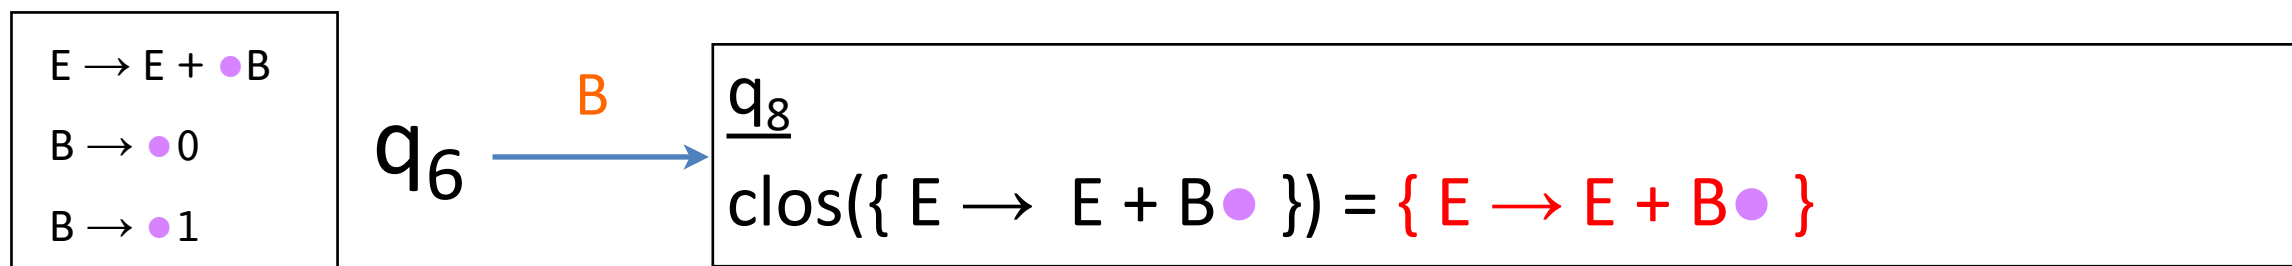 E → E + ●B
B → ●0
B → ●1
q6
B
q8
clos({ E → E + B● }) = { E → E + B● }